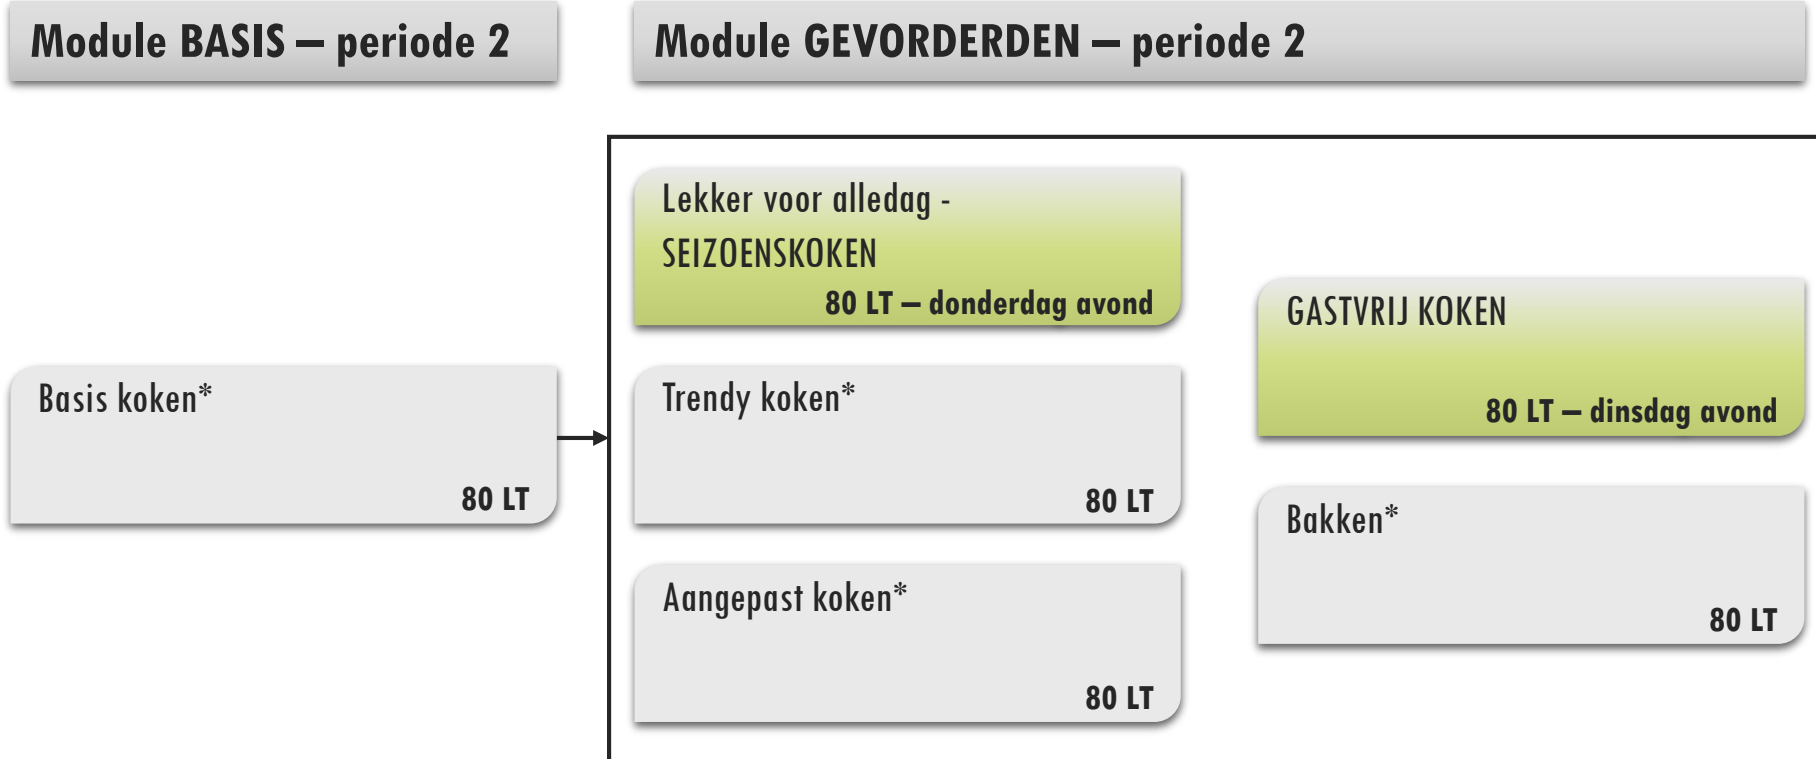 Module BASIS – periode 2
Module GEVORDERDEN – periode 2
Lekker voor alledag -
SEIZOENSKOKEN
80 LT – donderdag avond
GASTVRIJ KOKEN
80 LT – dinsdag avond
Basis koken*
80 LT
Trendy koken*
80 LT
Bakken*
80 LT
Aangepast koken*
80 LT